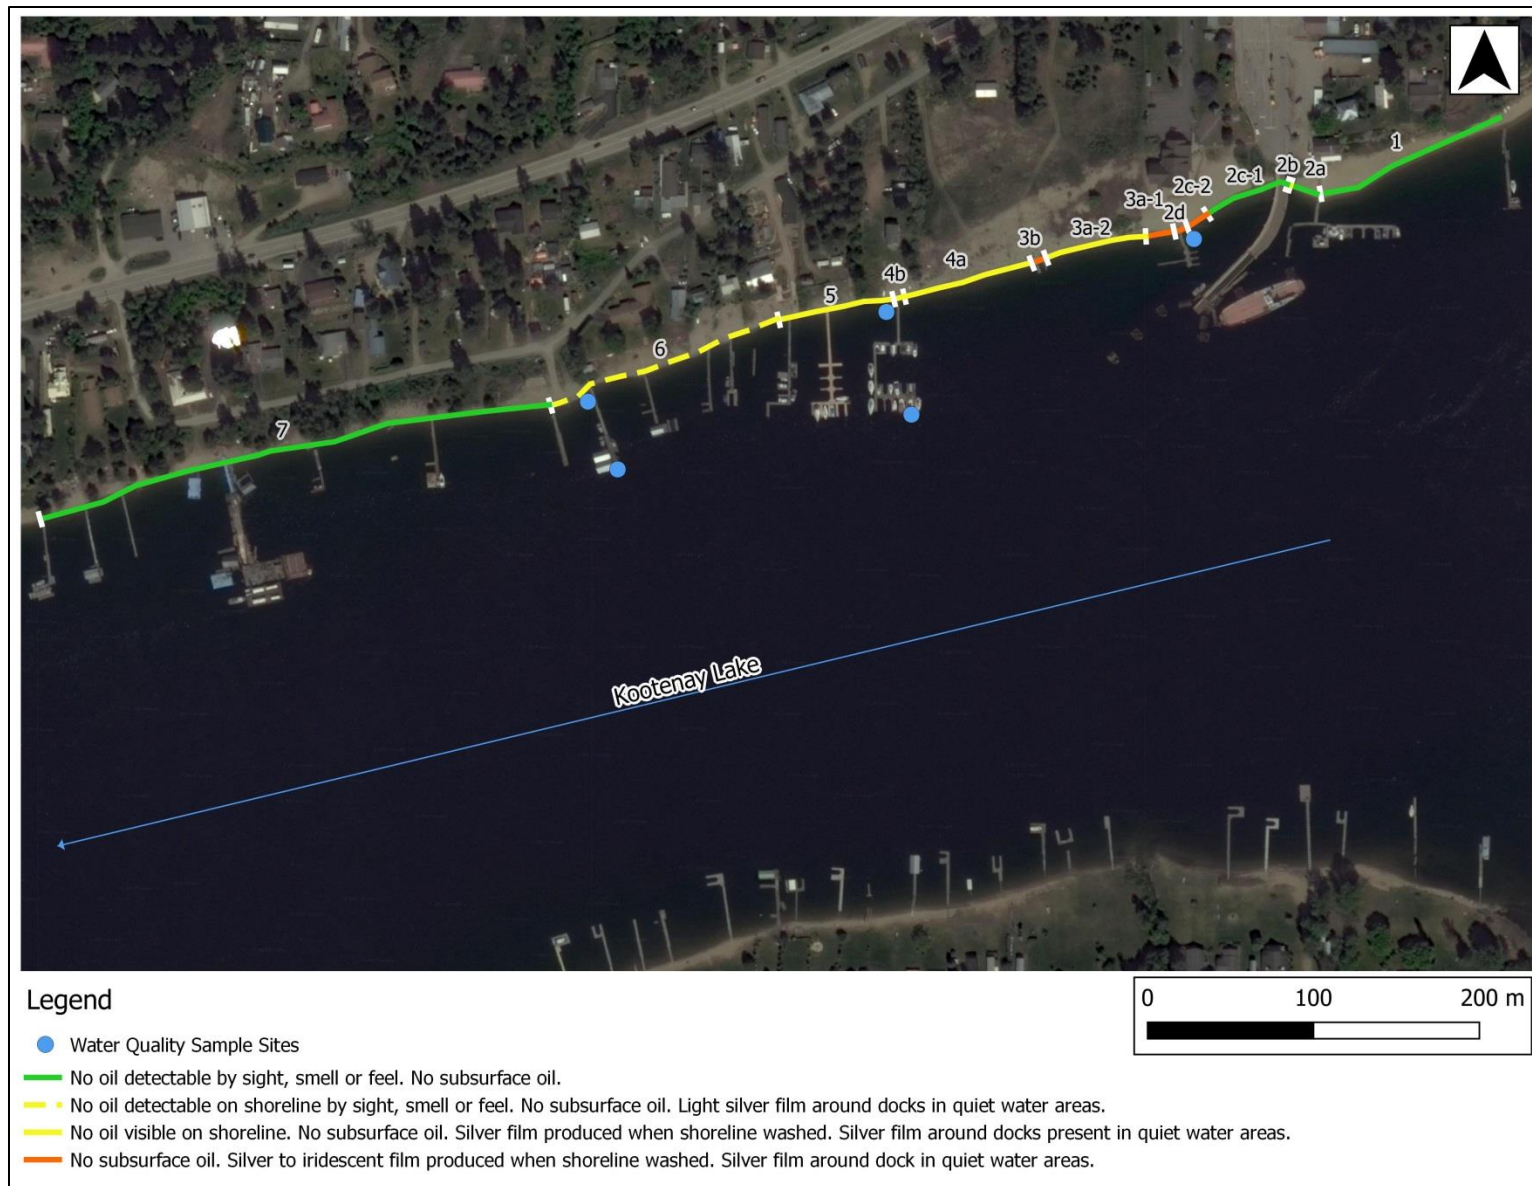 1
2b
2a
2c-1
2c-2
3a-1
2d
3a-2
3b
4a
4b
5
6
7
Kootenay Lake
Legend
0 100 200 m
Water Quality Sample Sites
No oil detectable by sight, smell or feel. No subsurface oil.
No oil detectable on shoreline by sight, smell or feel. No subsurface oil. Light silver film around docks in quiet water areas.
No oil visible on shoreline. No subsurface oil. Silver film produced when shoreline washed. Silver film around docks present in quiet water areas.
No subsurface oil. Silver to iridescent film produced when shoreline washed. Silver film around dock in quiet water areas.